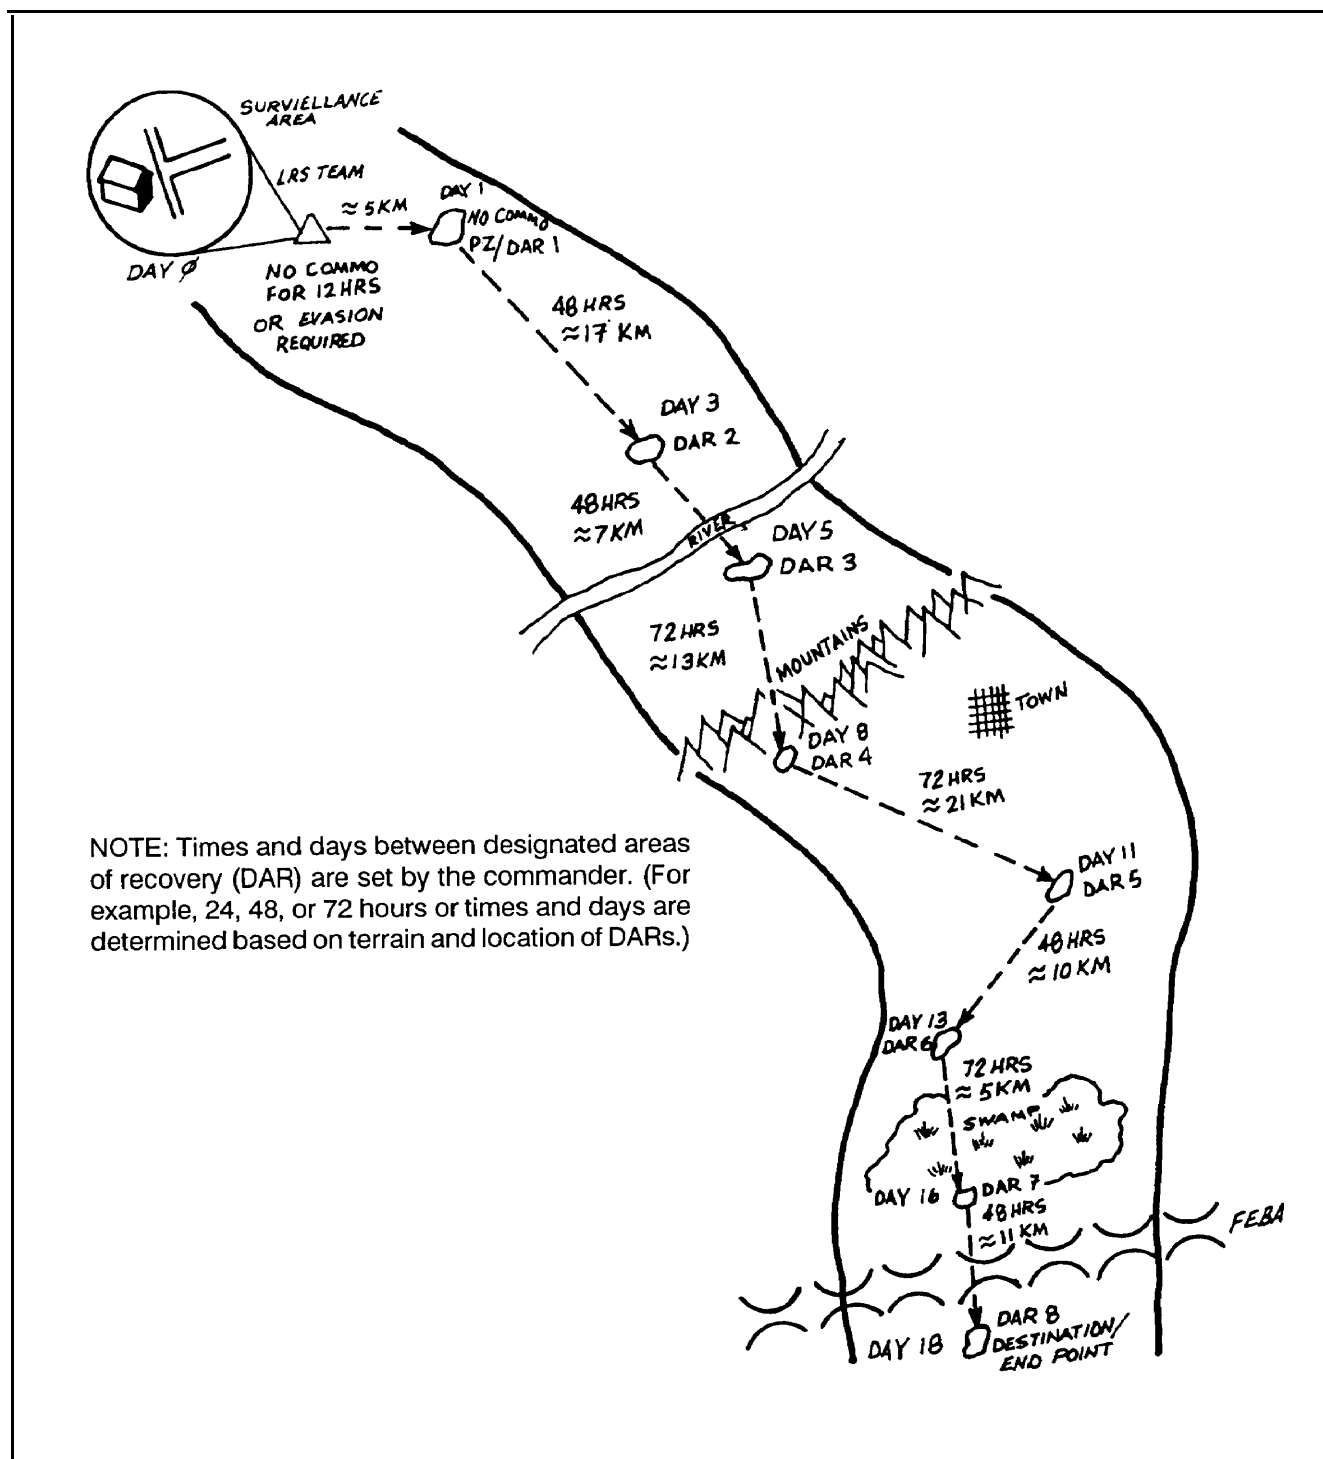 SURVIELLANCE
AREA
LRS TEAM
≈ 5KM
DAY 1
NO COMMO
PZ/DAR 1
DAY Ø
NO COMMO
FOR 12 HRS
OR EVASION
REQUIRED
48 HRS
≈17 KM
DAY 3
DAR 2
48 HRS
≈7KM
RIVER
DAY 5
DAR 3
72 HRS
≈13KM
MOUNTAINS
TOWN
DAY 8
DAR 4
72 HRS
≈ 21 KM
NOTE: Times and days between designated areas
of recovery (DAR) are set by the commander. (For
example, 24, 48, or 72 hours or times and days are
determined based on terrain and location of DARs.)
DAY 11
DAR 5
48 HRS
≈ 10 KM
DAY 13
DAR 6
72 HRS
≈ 5KM
SWAMP
DAY 16
DAR 7
48 HRS
≈ 11 KM
FEBA
DAY 18
DAR 8
DESTINATION/
END POINT